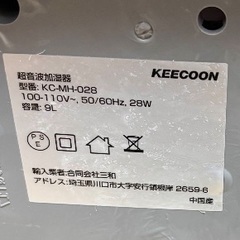 超音波加湿器
KEECOON
型番: KC-MH-028
100-110V~, 50/60Hz, 28W
容量: 9L
PSE
輸入業者: 合同会社三和
アドレス: 埼玉県川口市大字安行領根岸 2659-6
中国産